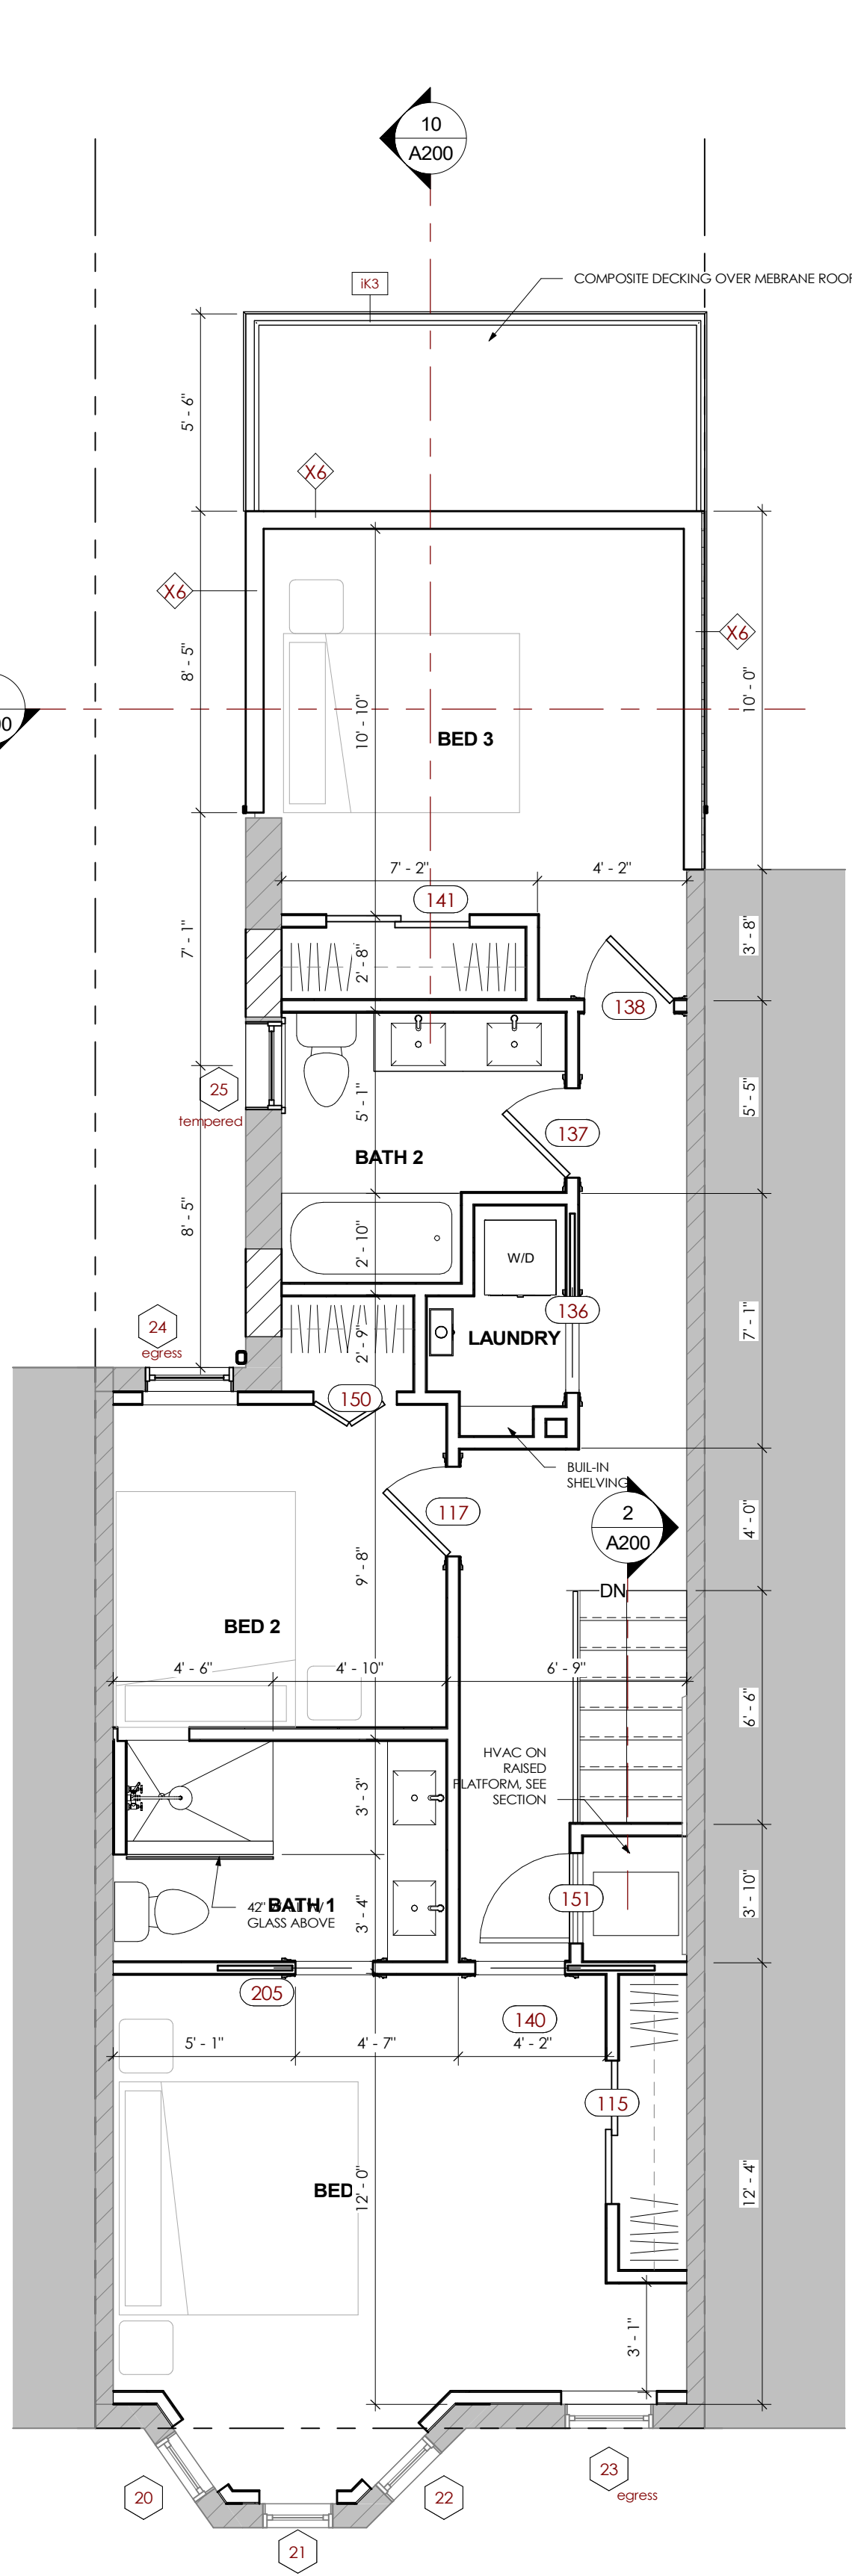 10
A200
iK3
COMPOSITE DECKING OVER MEBRANE ROOF
5' - 6"
X6
X6
X6
8' - 5"
10' - 10"
10' - 0"
00
BED 3
7' - 2"
4' - 2"
141
7' - 1"
2' - 8"
3' - 8"
138
25
tempered
5' - 1"
5' - 5"
137
BATH 2
8' - 5"
2' - 10"
W/D
136
7' - 1"
24
egress
2' - 9"
LAUNDRY
150
BUIL-IN
SHELVING
117
2
A200
4' - 0"
9' - 8"
DN
BED 2
4' - 6"
4' - 10"
6' - 9"
6' - 6"
HVAC ON
RAISED
PLATFORM, SEE
SECTION
3' - 3"
151
3' - 10"
BATH 1
42"
GLASS ABOVE
3' - 4"
205
140
5' - 1"
4' - 7"
4' - 2"
115
BED
12' - 0"
12' - 4"
3' - 1"
20
22
23
egress
21